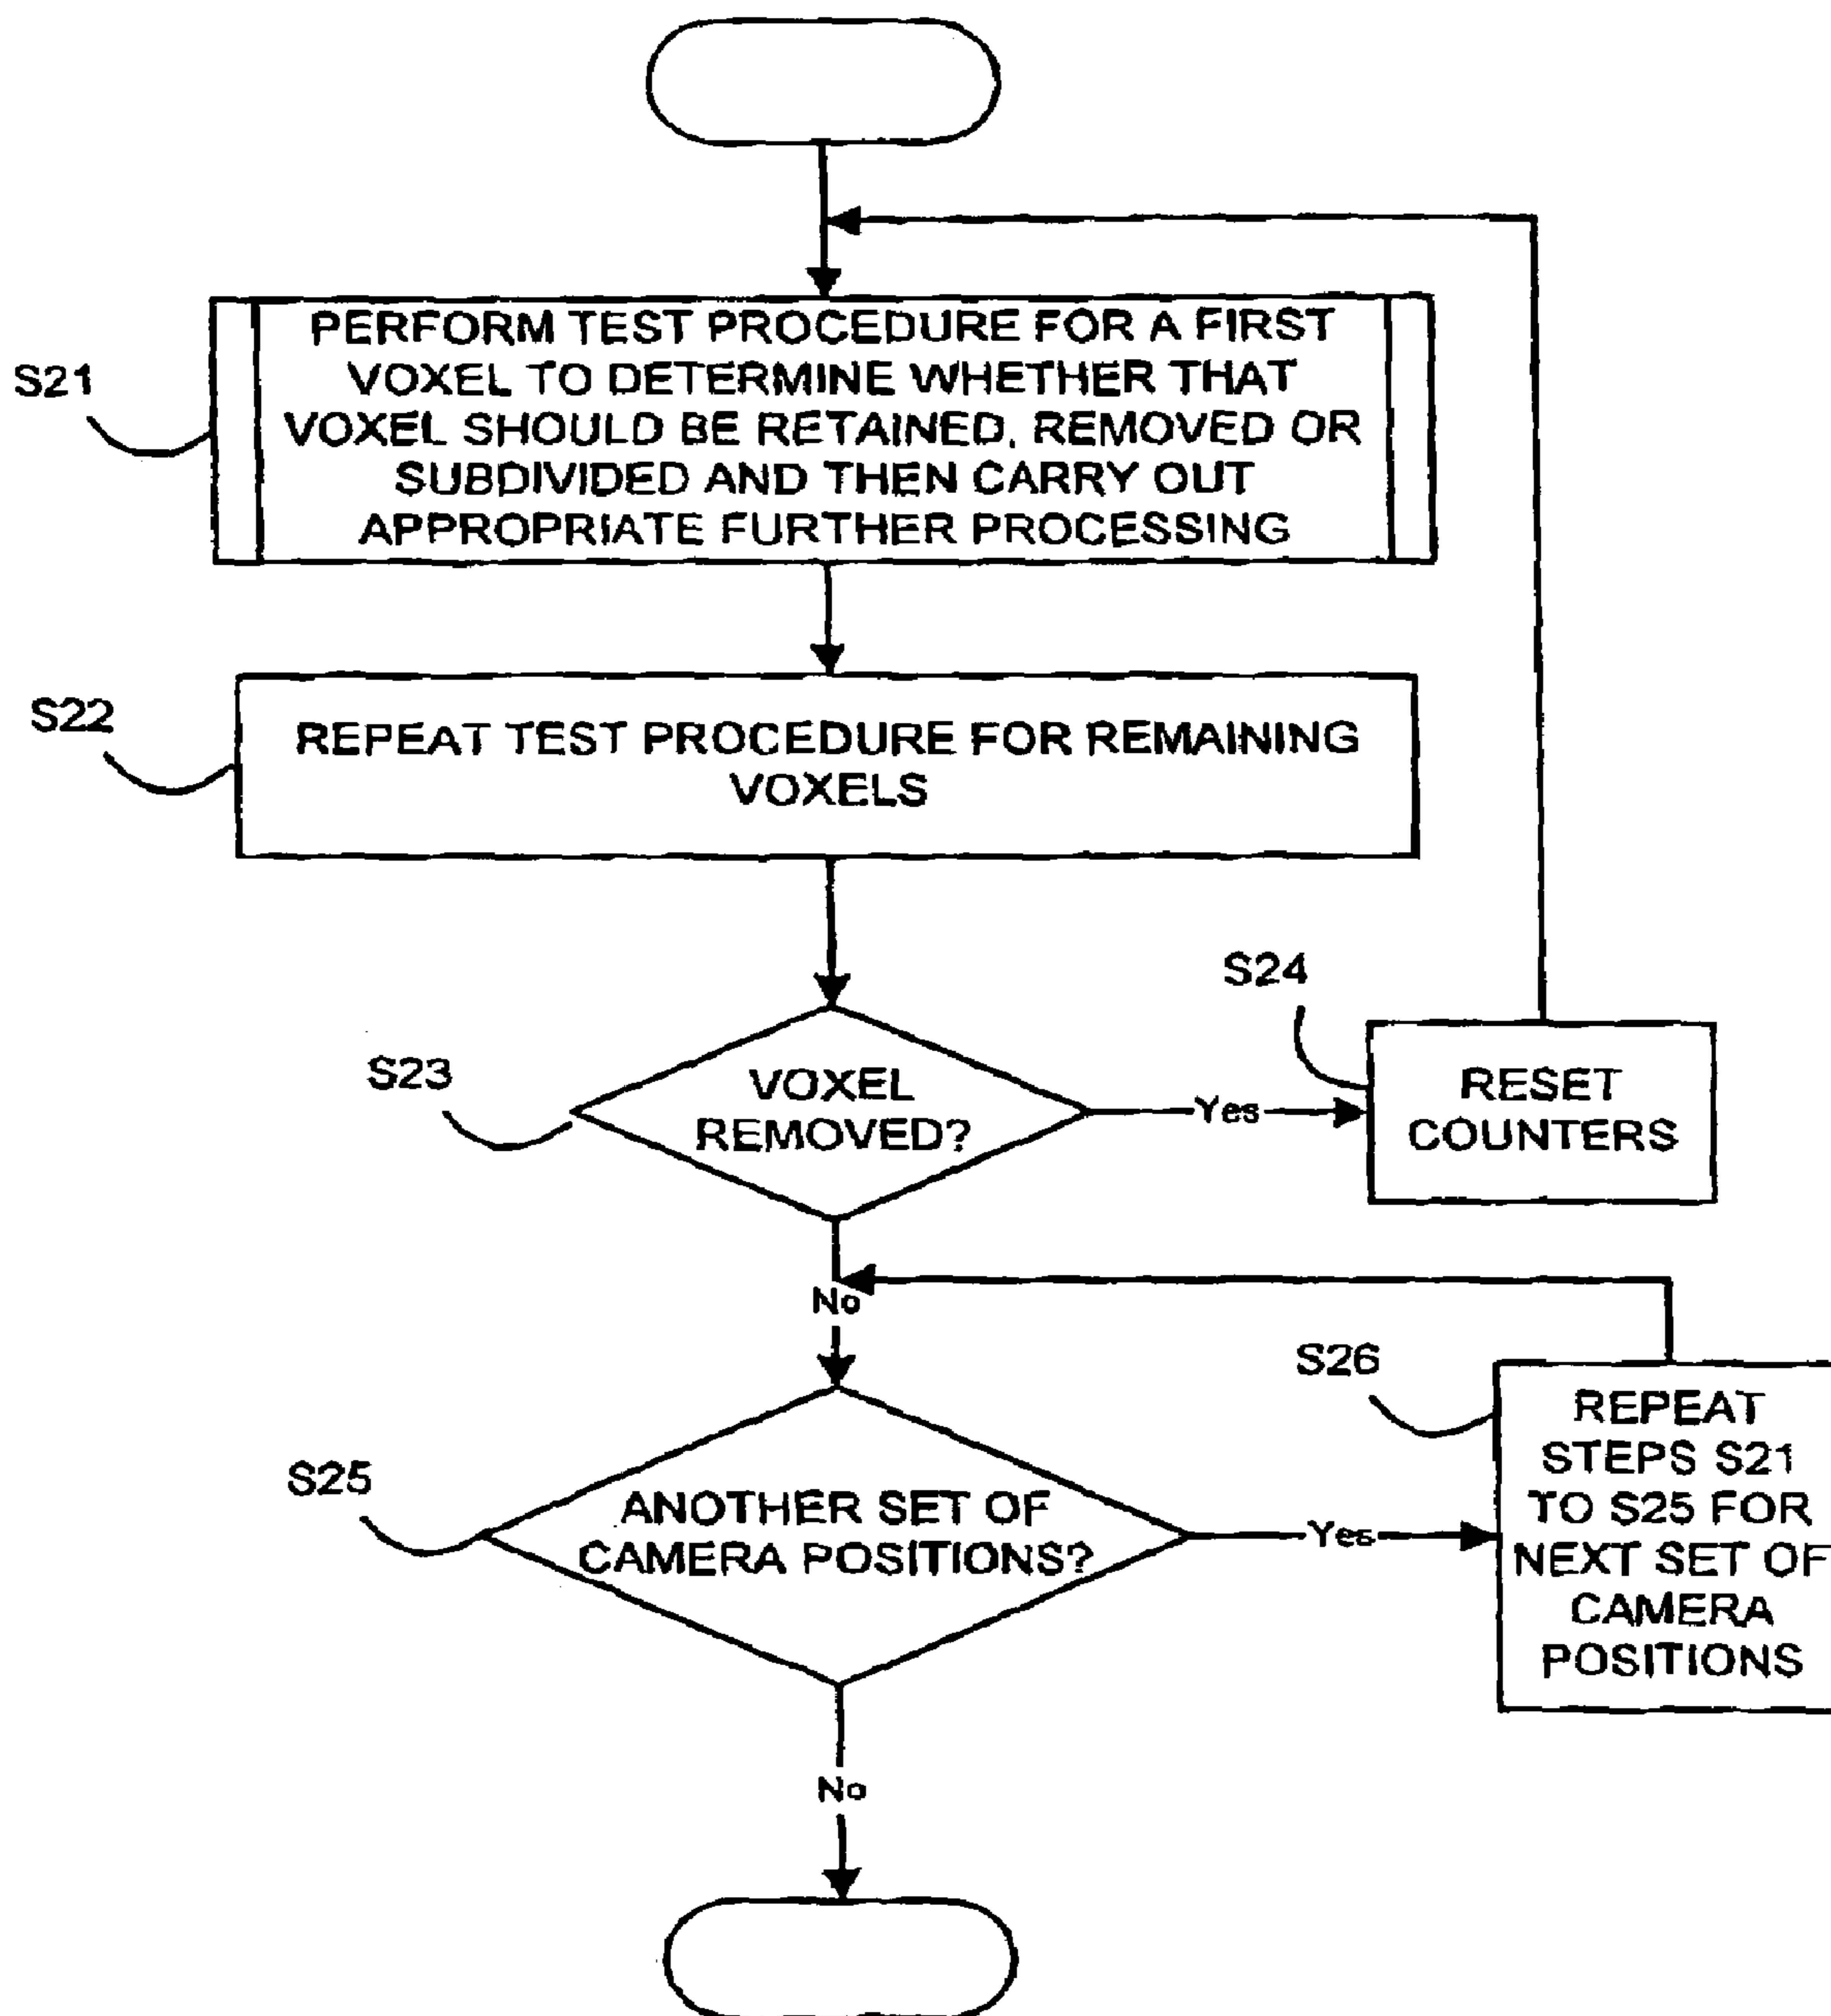 S21
PERFORM TEST PROCEDURE FOR A FIRST
VOXEL TO DETERMINE WHETHER THAT
VOXEL SHOULD BE RETAINED, REMOVED OR
SUBDIVIDED AND THEN CARRY OUT
APPROPRIATE FURTHER PROCESSING
S22
REPEAT TEST PROCEDURE FOR REMAINING
VOXELS
S23
VOXEL
REMOVED?
Yes
S24
RESET
COUNTERS
No
S25
ANOTHER SET OF
CAMERA POSITIONS?
Yes
S26
REPEAT
STEPS S21
TO S25 FOR
NEXT SET OF
CAMERA
POSITIONS
No